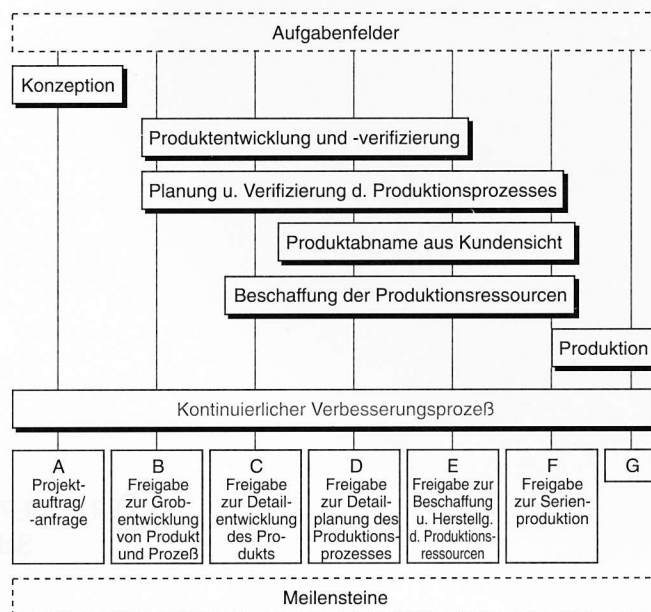 Aufgabenfelder
Konzeption
Produktentwicklung und -verifizierung
Planung u. Verifizierung d. Produktionsprozesses
Produktabname aus Kundensicht
Beschaffung der Produktionsressourcen
Produktion
Kontinuierlicher Verbesserungsprozeß
A
Projekt-
auftrag/
-anfrage
B
Freigabe
zur Grob-
entwicklung
von Produkt
und Prozeß
C
Freigabe
zur Detail-
entwicklung
des Pro-
dukts
D
Freigabe
zur Detail-
planung des
Produktions-
prozesses
E
Freigabe zur
Beschaffung
u. Herstellg.
d. Produktions-
ressourcen
F
Freigabe
zur Serien-
produktion
G
Meilensteine